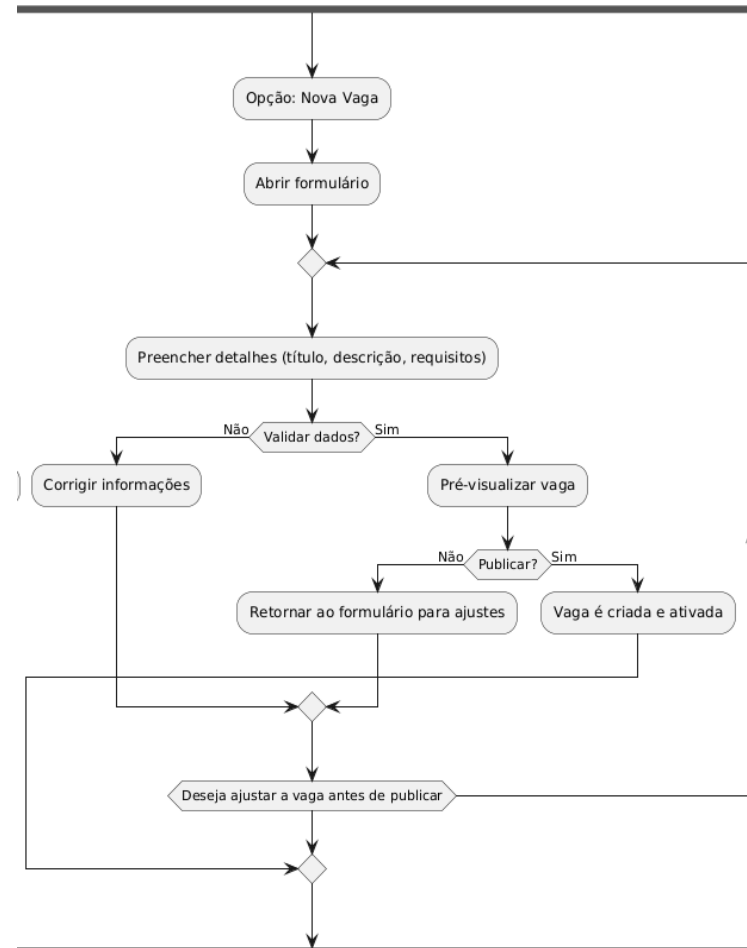 Opção: Nova Vaga
Abrir formulário
Preencher detalhes (título, descrição, requisitos)
Não
Validar dados?
Sim
Corrigir informações
Pré-visualizar vaga
Não
Publicar?
Sim
Retornar ao formulário para ajustes
Vaga é criada e ativada
Deseja ajustar a vaga antes de publicar